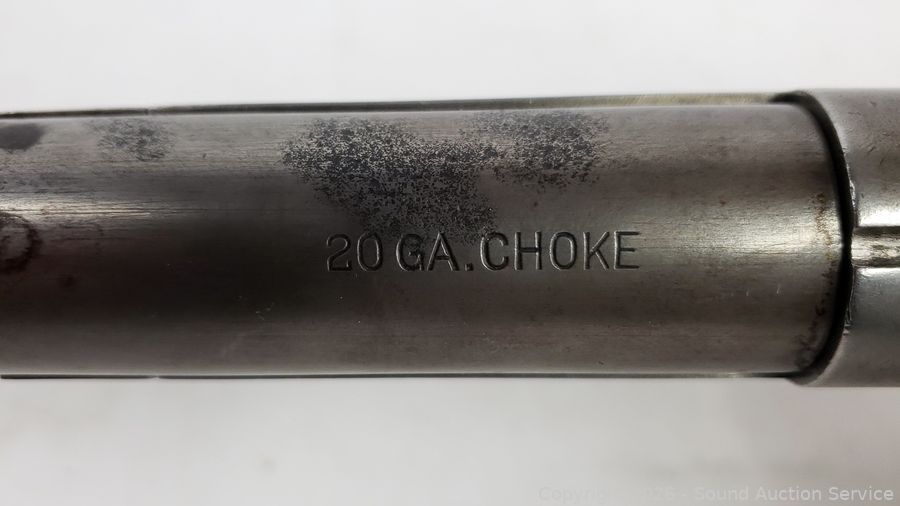 20 GA. CHOKE
Copyright 2026 - Sound Auction Service